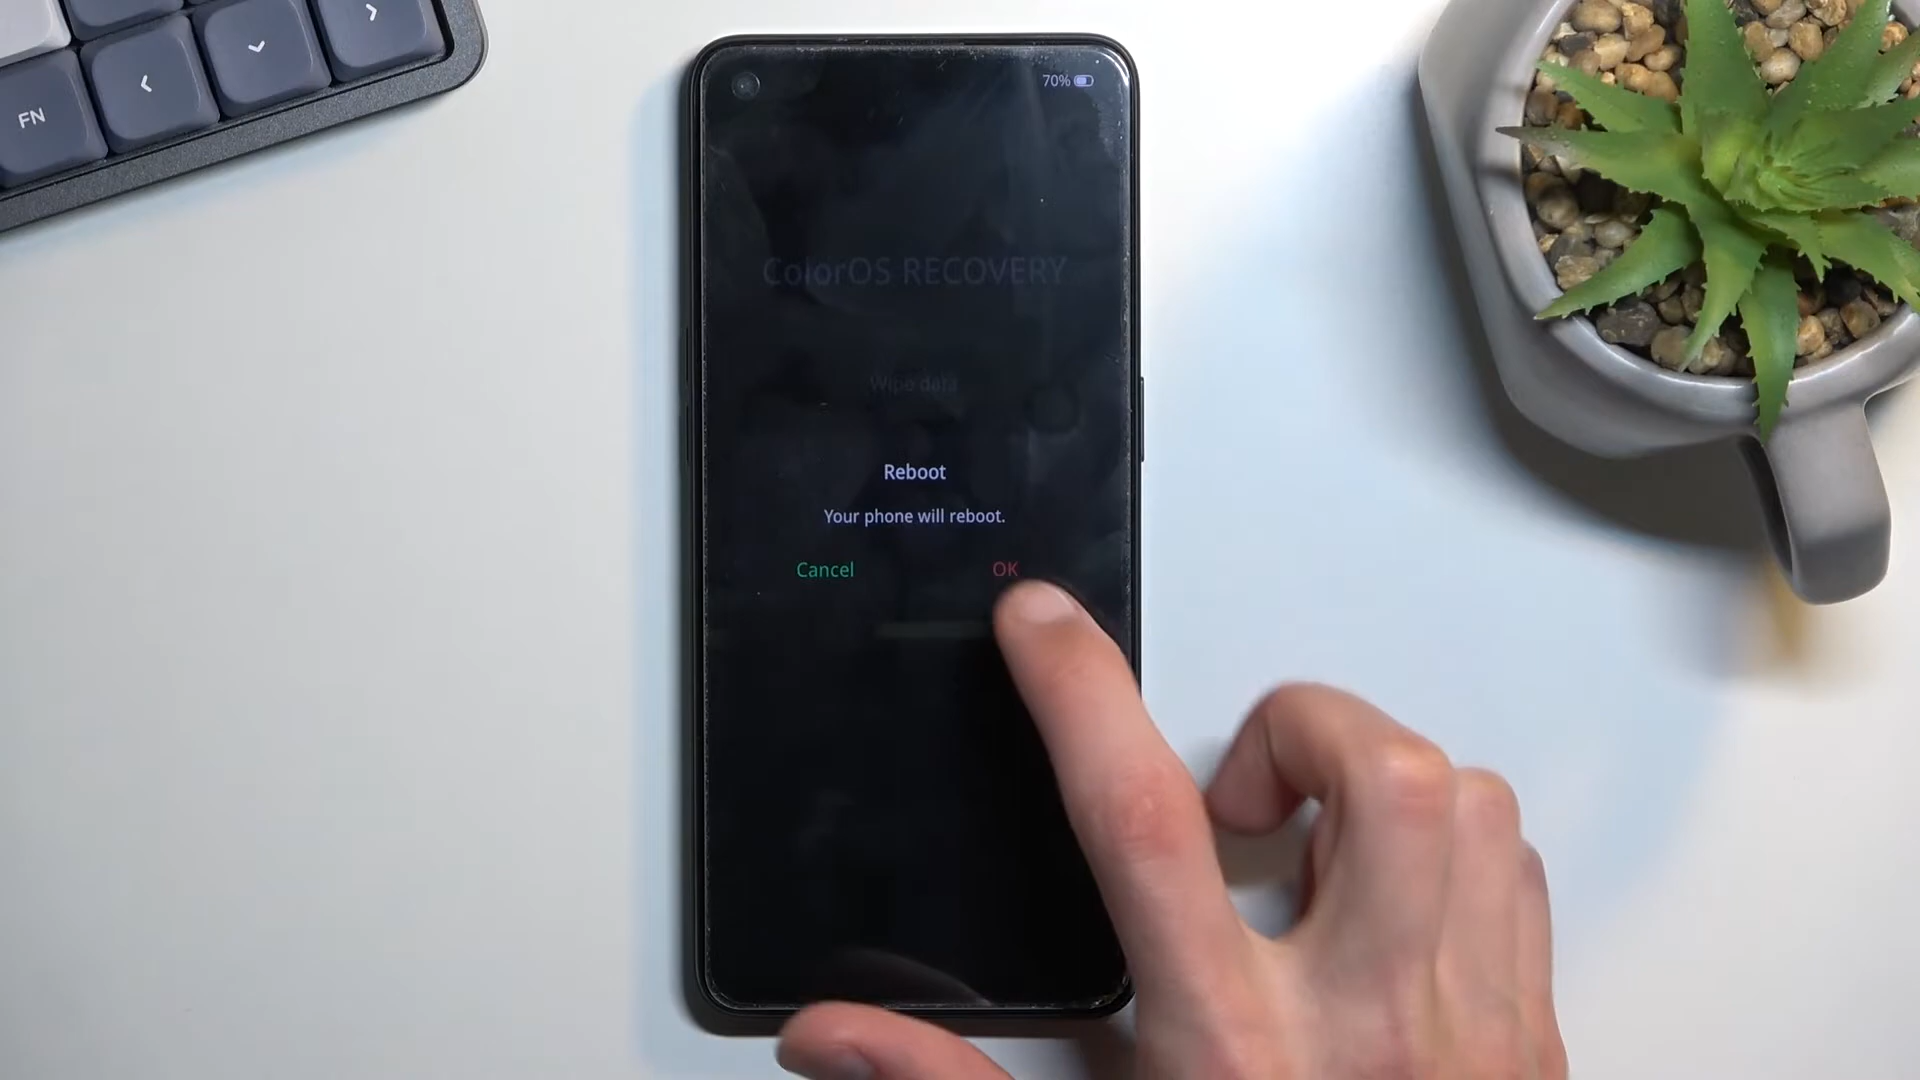 FN
70%
ColorOS RECOVERY
Wipe data
Reboot
Your phone will reboot.
Cancel OK